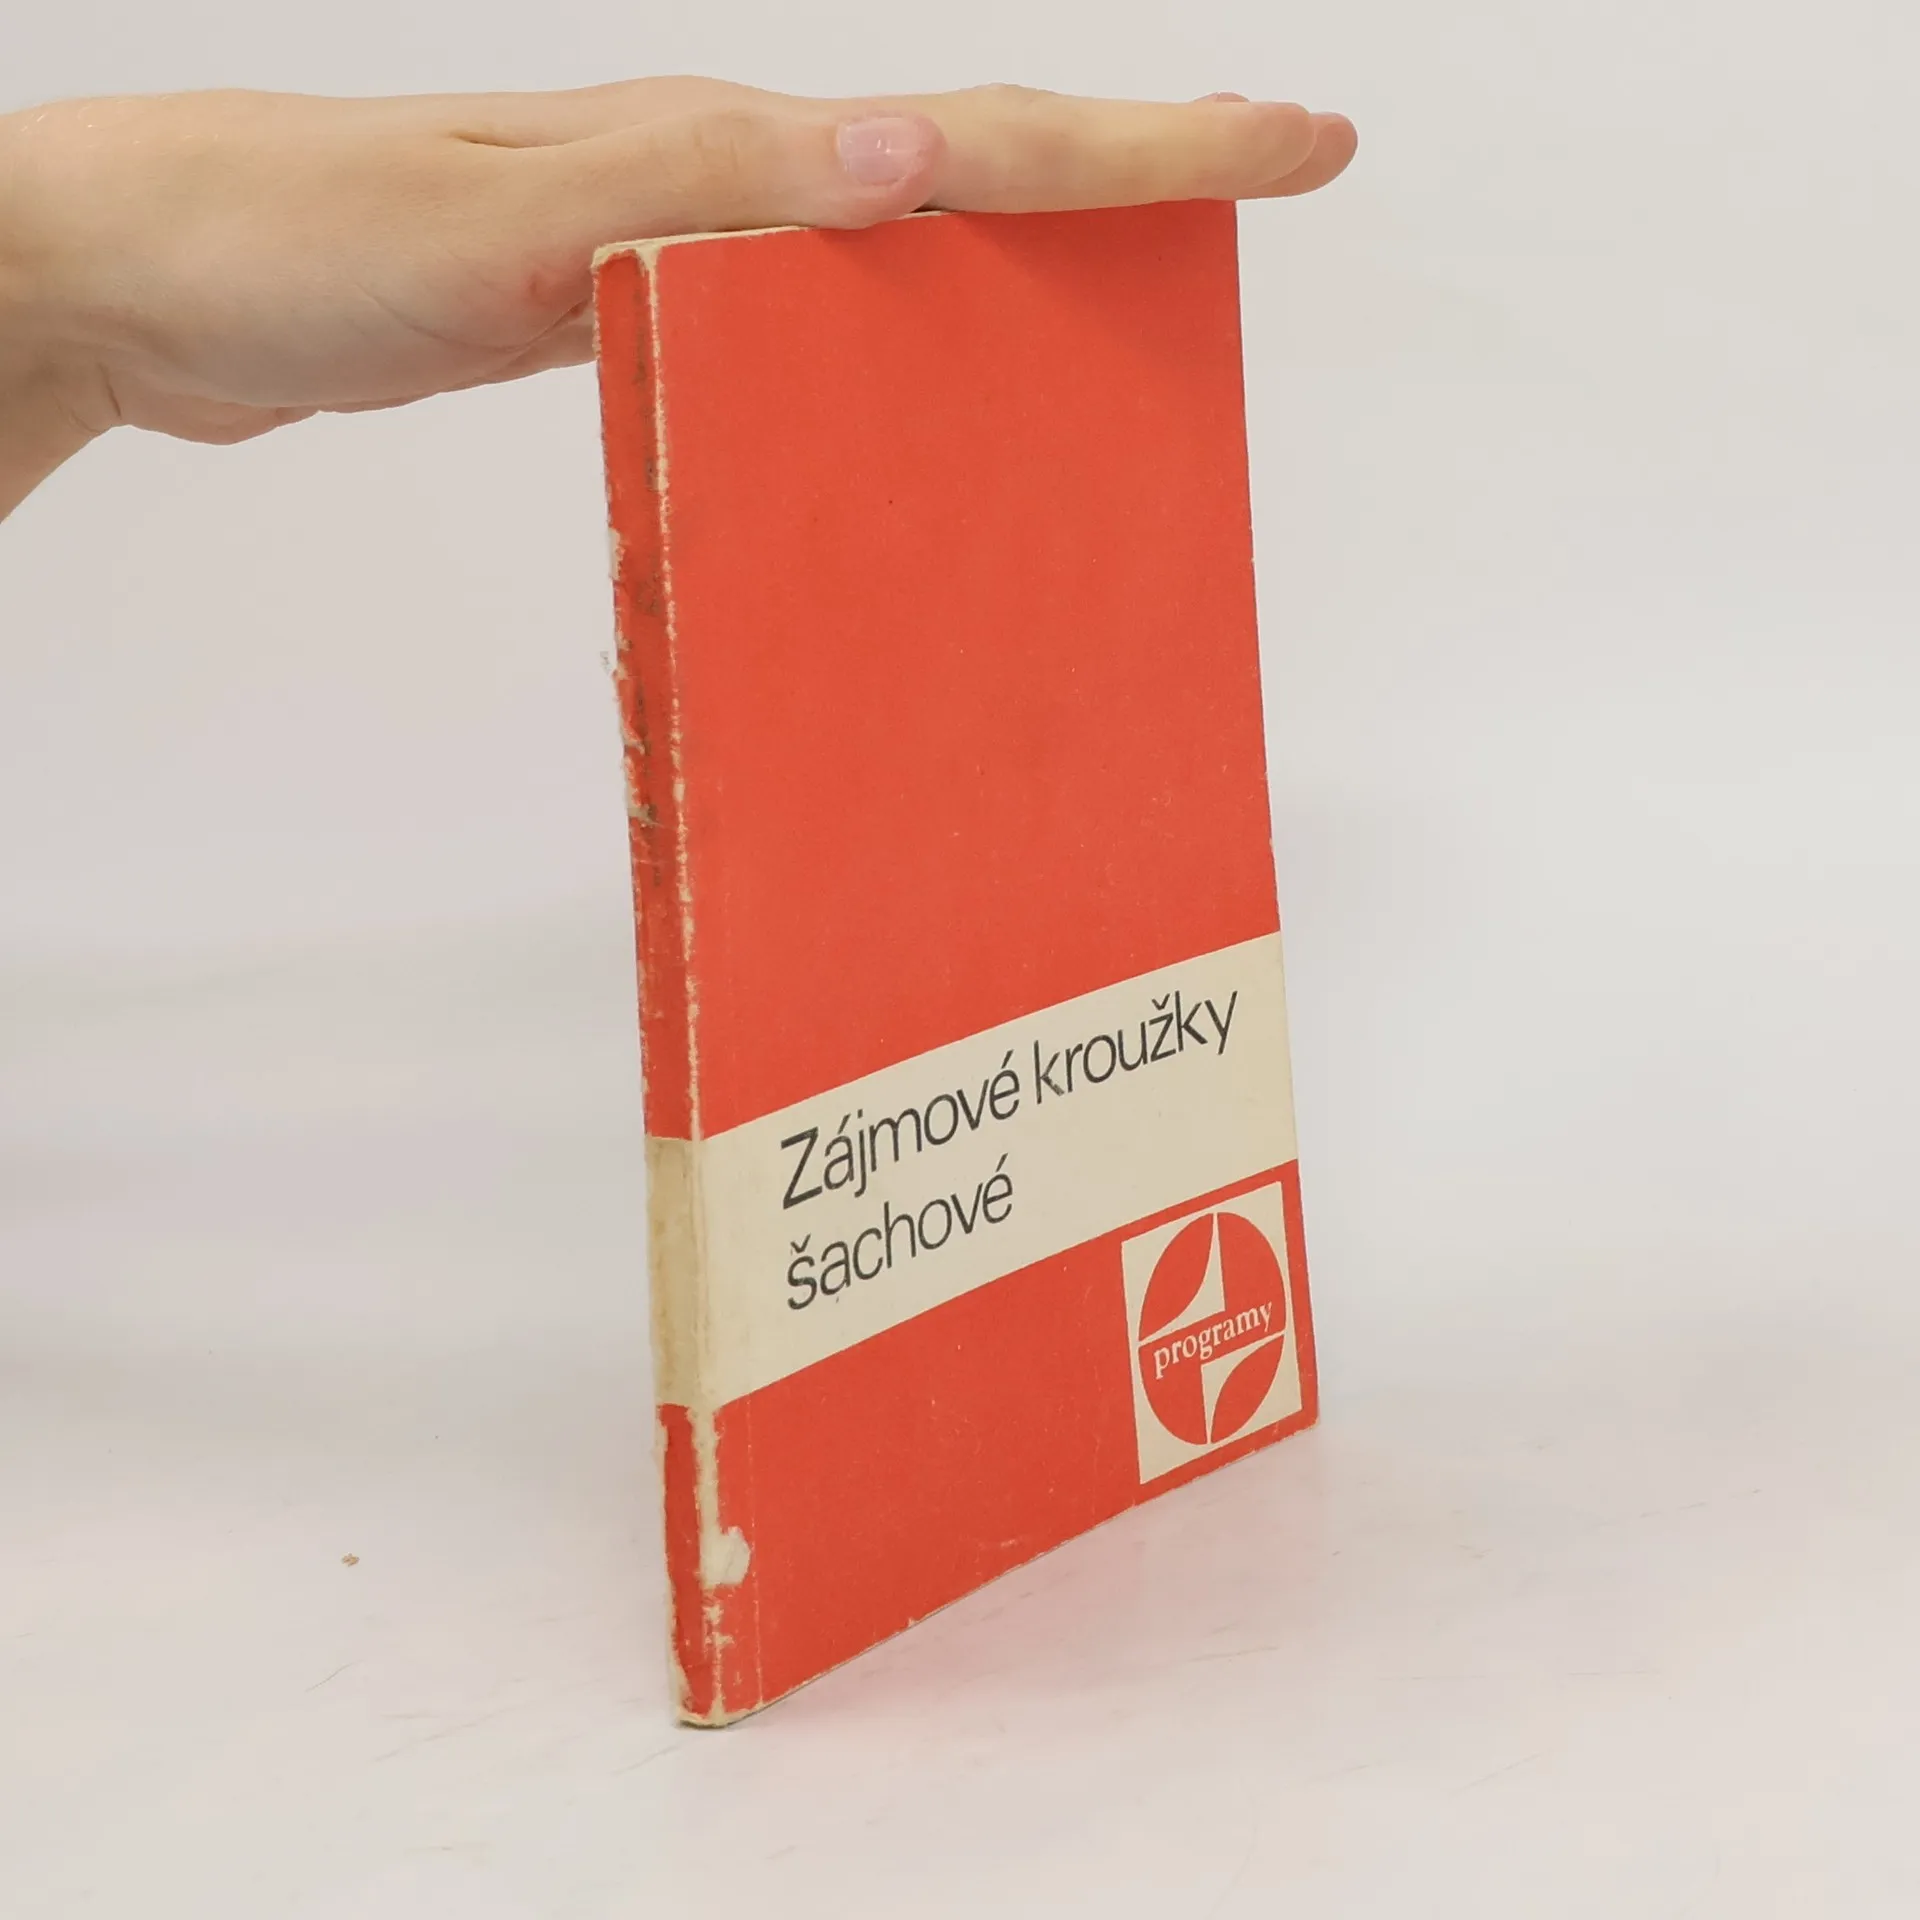 Zájmové kroužky
šachové
programy